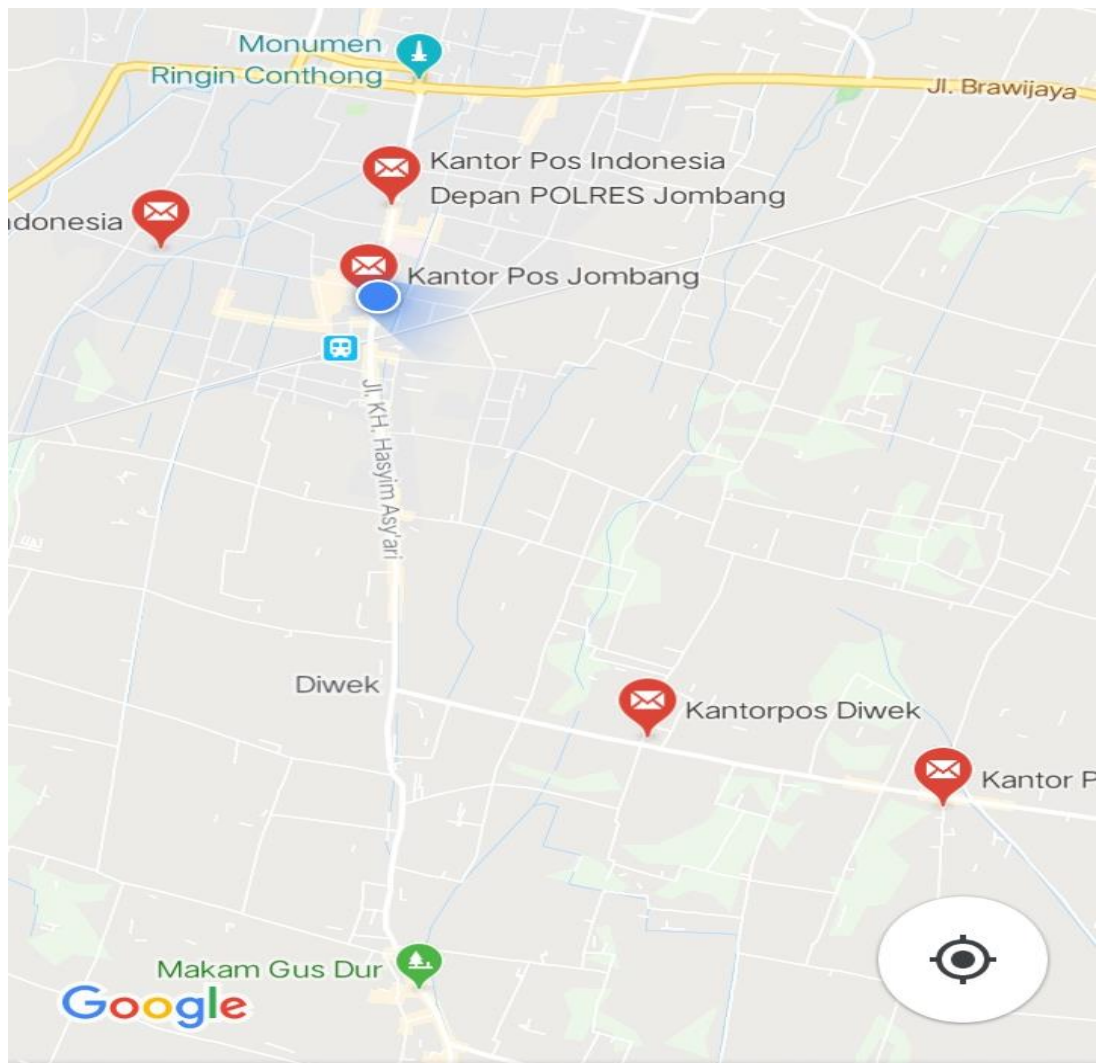 Monumen
Ringin Conthong
Jl. Brawijaya
Kantor Pos Indonesia
Depan POLRES Jombang
ndonesia
Kantor Pos Jombang
Jl. KH. Hasyim Asy'ari
Diwek
Kantorpos Diwek
Kantor P
Makam Gus Dur
Google